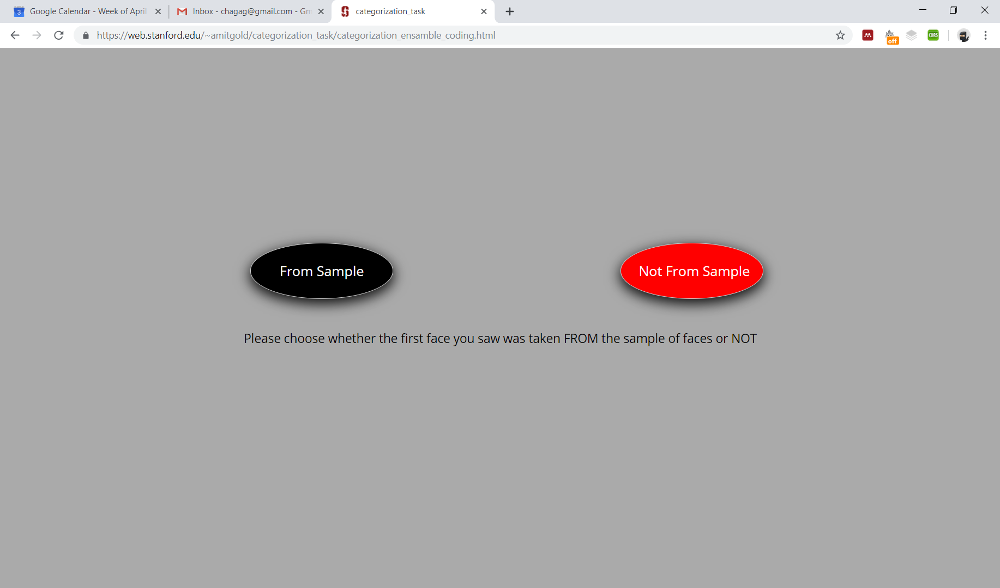 3
Google Calendar - Week of April
Inbox - chagag@gmail.com - Gm
categorization_task
https://web.stanford.edu/~amitgold/categorization_task/categorization_ensamble_coding.html
off
CORS
From Sample
Not From Sample
Please choose whether the first face you saw was taken FROM the sample of faces or NOT